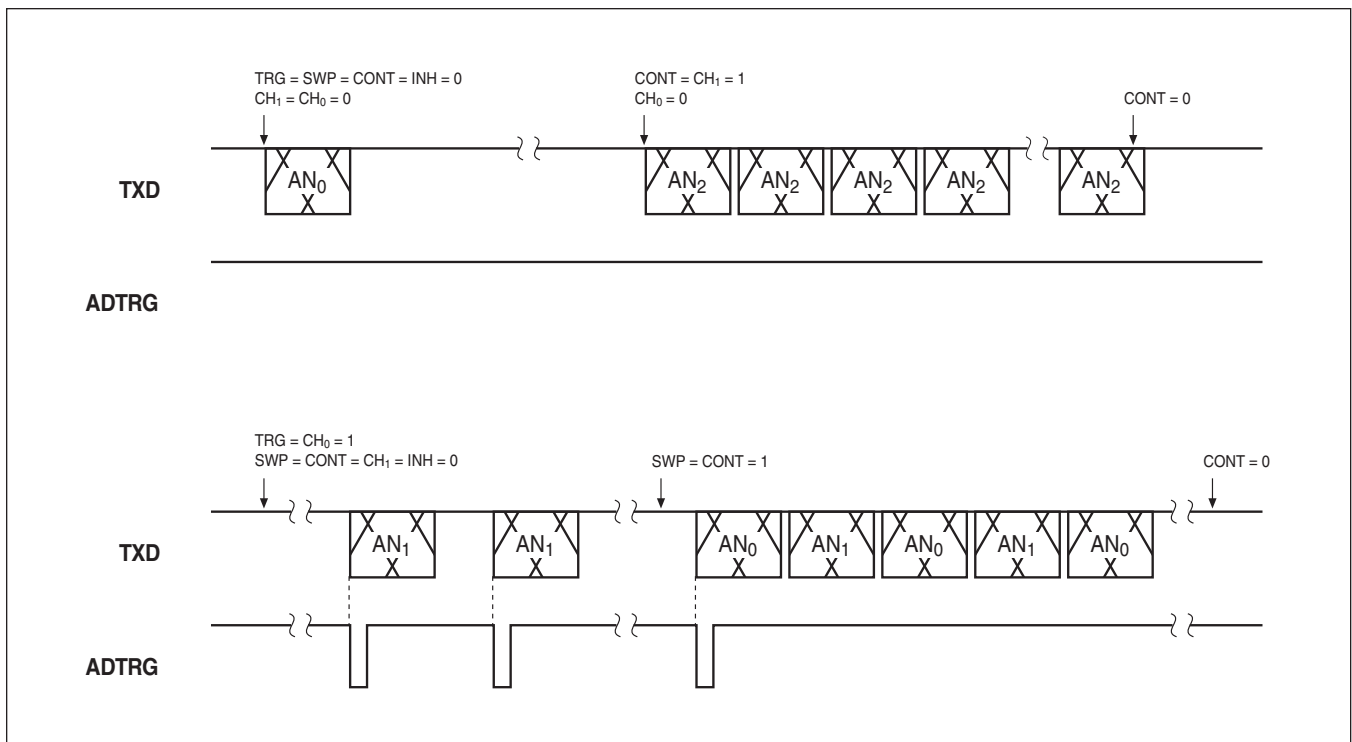 TRG = SWP = CONT = INH = 0
CH₁ = CH₀ = 0
CONT = CH₁ = 1
CH₀ = 0
CONT = 0
TXD
AN₀
AN₂
AN₂
AN₂
AN₂
AN₂
ADTRG
TRG = CH₀ = 1
SWP = CONT = CH₁ = INH = 0
SWP = CONT = 1
CONT = 0
TXD
AN₁
AN₁
AN₀
AN₁
AN₀
AN₁
AN₀
ADTRG